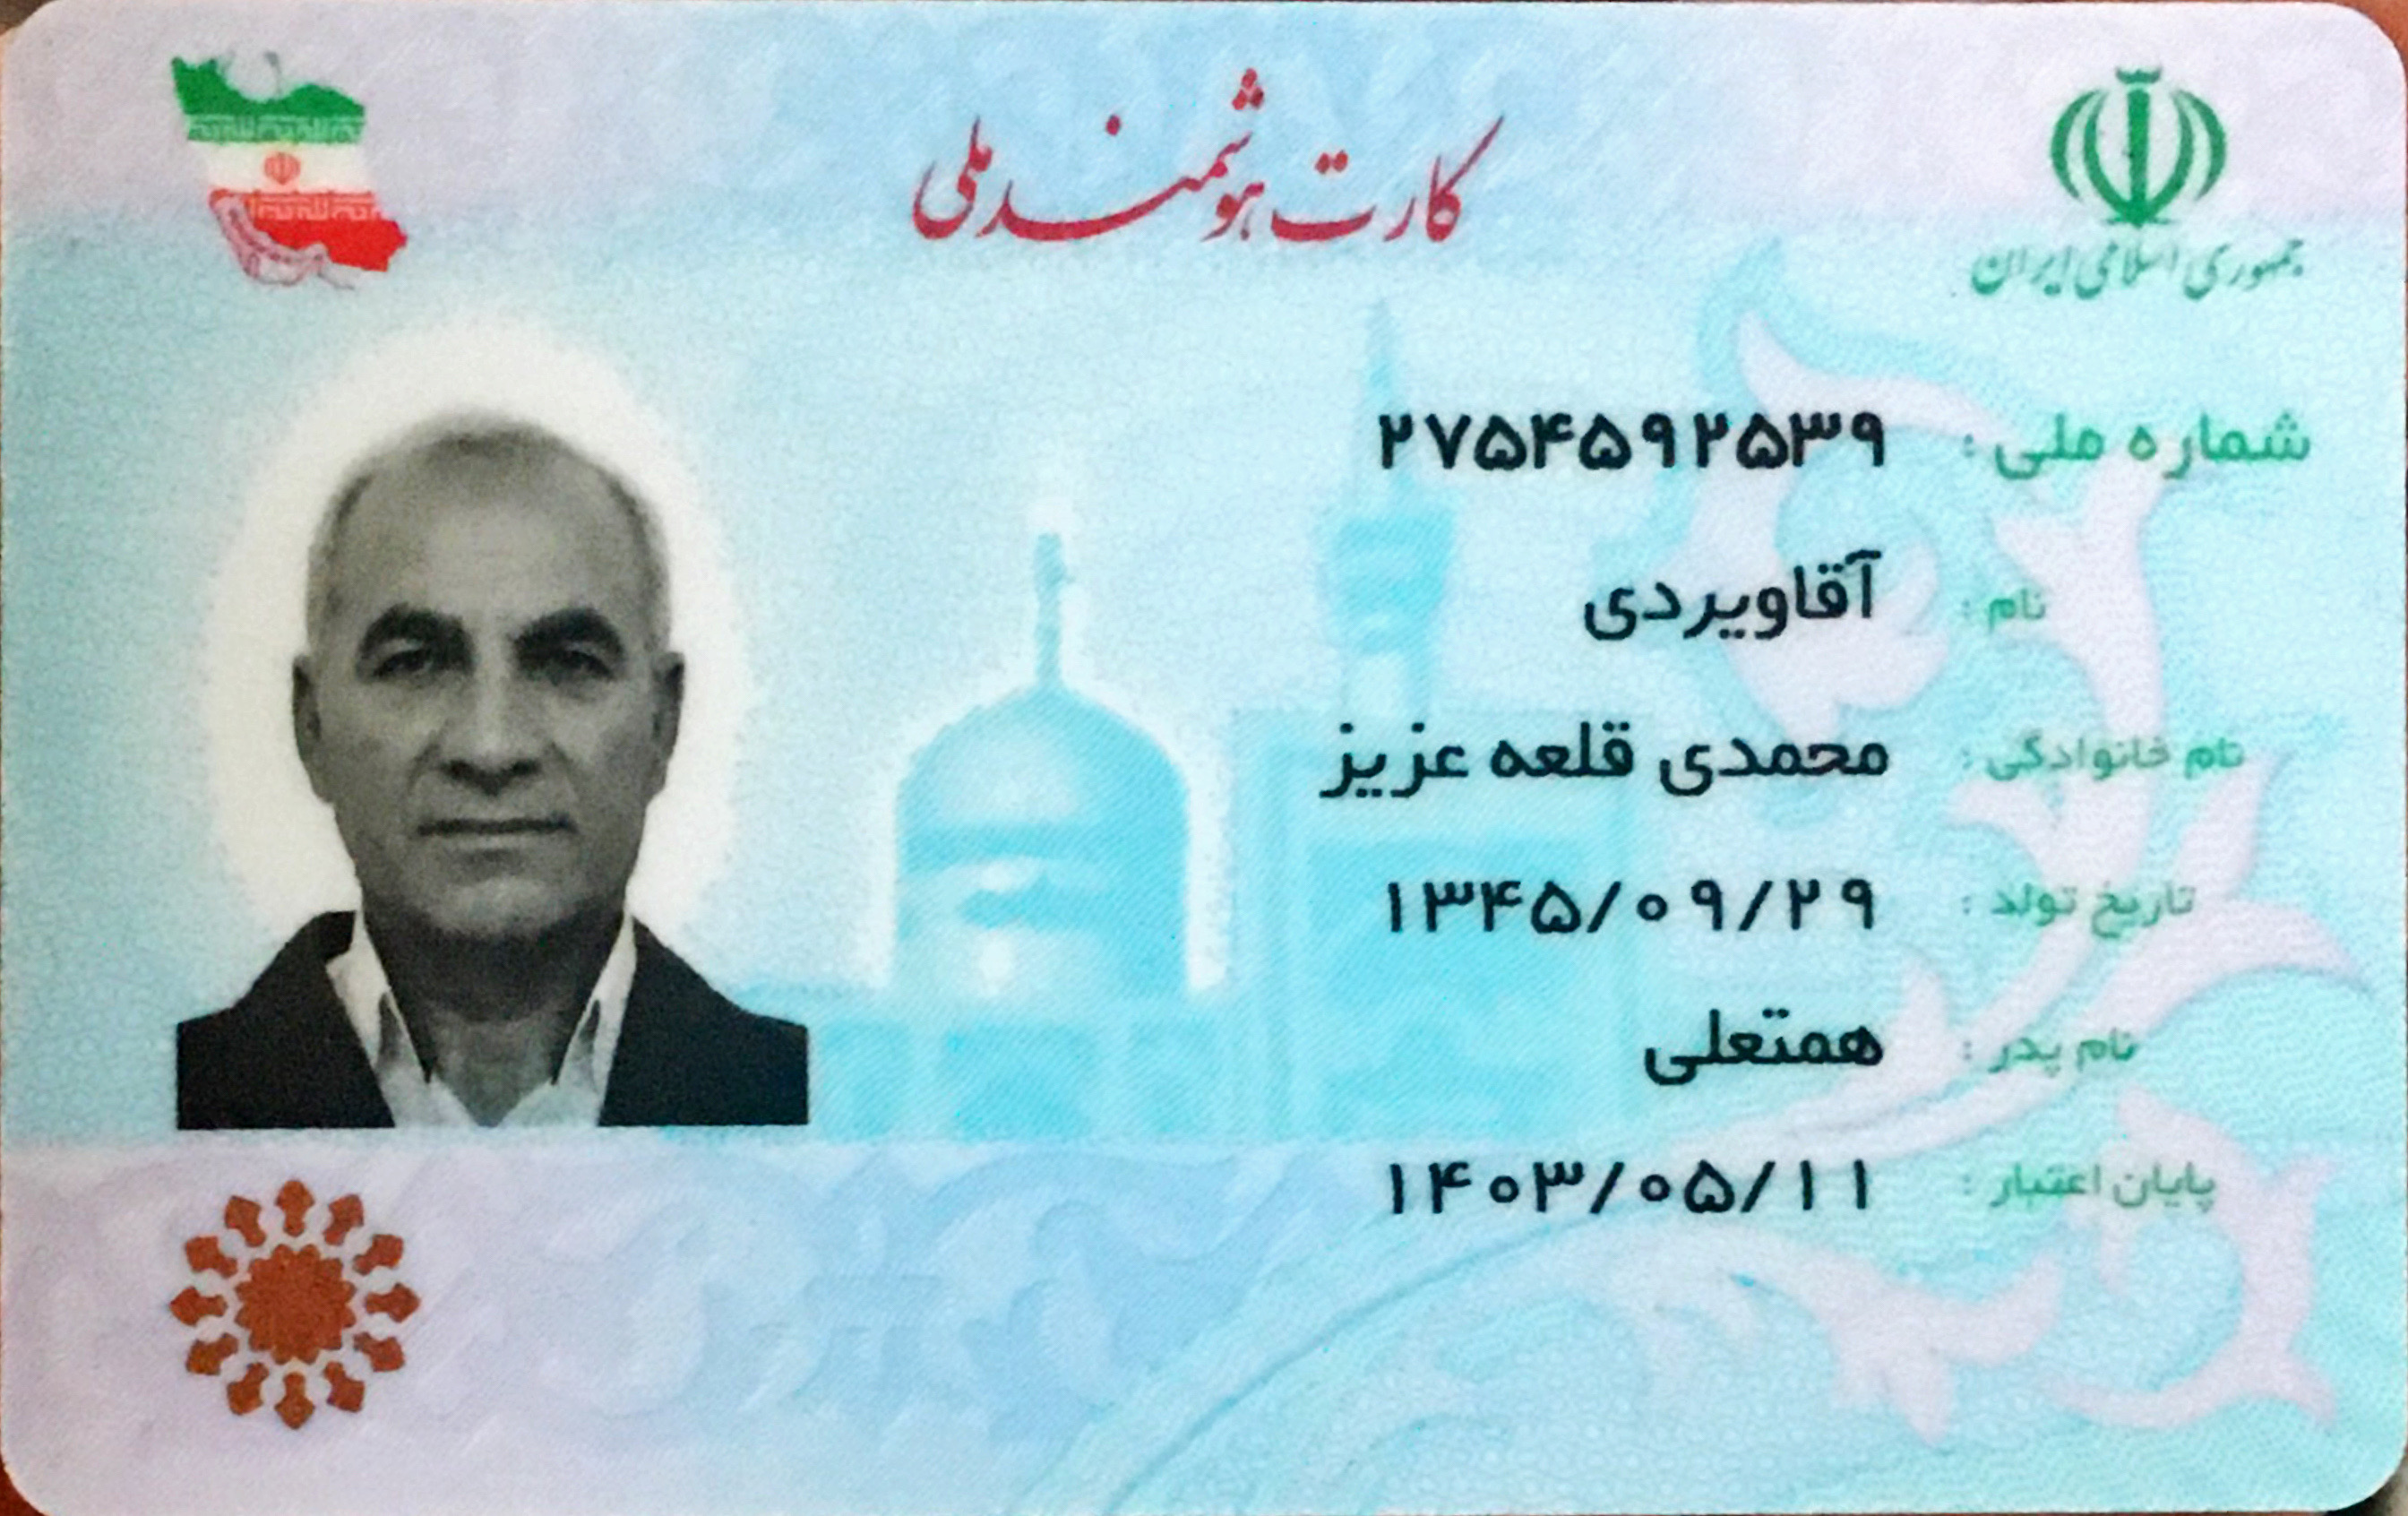 کارت هوشمند ملی
جمهوری اسلامی ایران
شماره ملی : ۲۷۵۴۵۹۲۵۳۹
نام : آقاویردی
نام خانوادگی : محمدی قلعه عزیز
تاریخ تولد : ۱۳۴۵/۰۹/۲۹
نام پدر : همتعلی
پایان اعتبار : ۱۴۰۳/۰۵/۱۱